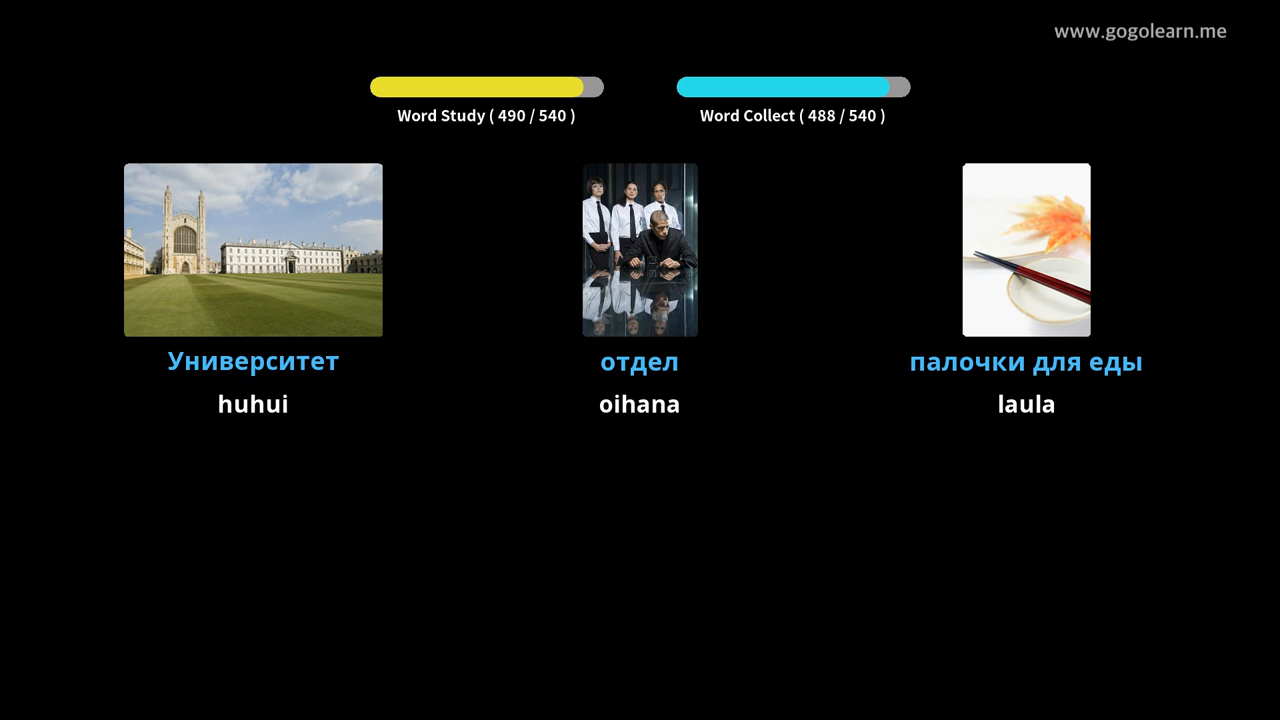 www.gogolearn.me
Word Study ( 490 / 540 )
Word Collect ( 488 / 540 )
Университет
отдел
палочки для еды
huhui
oihana
laula